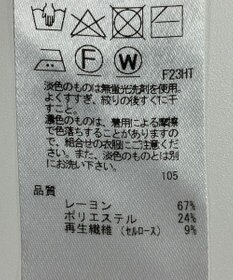 F
W
F23HT
淡色のものは無蛍光洗剤を使用。
よくすすぎ、絞りの後すぐに干
すこと。
濃色のものは、着用による摩擦
で色落ちすることがありますの
で、組合せの衣服にご注意くださ
い。また、淡色のものとは別
にお洗い下さい。
105
品質
レーヨン 67%
ポリエステル 24%
再生繊維(セルロース) 9%